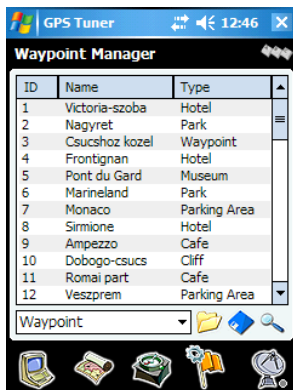 GPS Tuner 12:46
Waypoint Manager
ID Name Type
1 Victoria-szoba Hotel
2 Nagyret Park
3 Csucshoz kozel Waypoint
4 Frontignan Hotel
5 Pont du Gard Museum
6 Marineland Park
7 Monaco Parking Area
8 Sirmione Hotel
9 Ampezzo Cafe
10 Dobogo-csucs Cliff
11 Romai part Cafe
12 Veszprem Parking Area
Waypoint